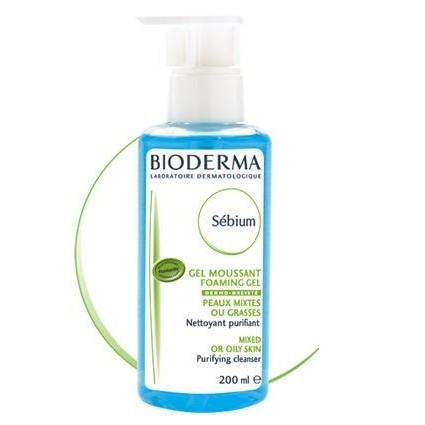 BIODERMA
LABORATOIRE DERMATOLOGIQUE
Sébium
GEL MOUSSANT
FOAMING GEL
PEAUX MIXTES
OU GRASSES
Nettoyant purifiant
MIXED
OR OILY SKIN
Purifying cleanser
200 ml e